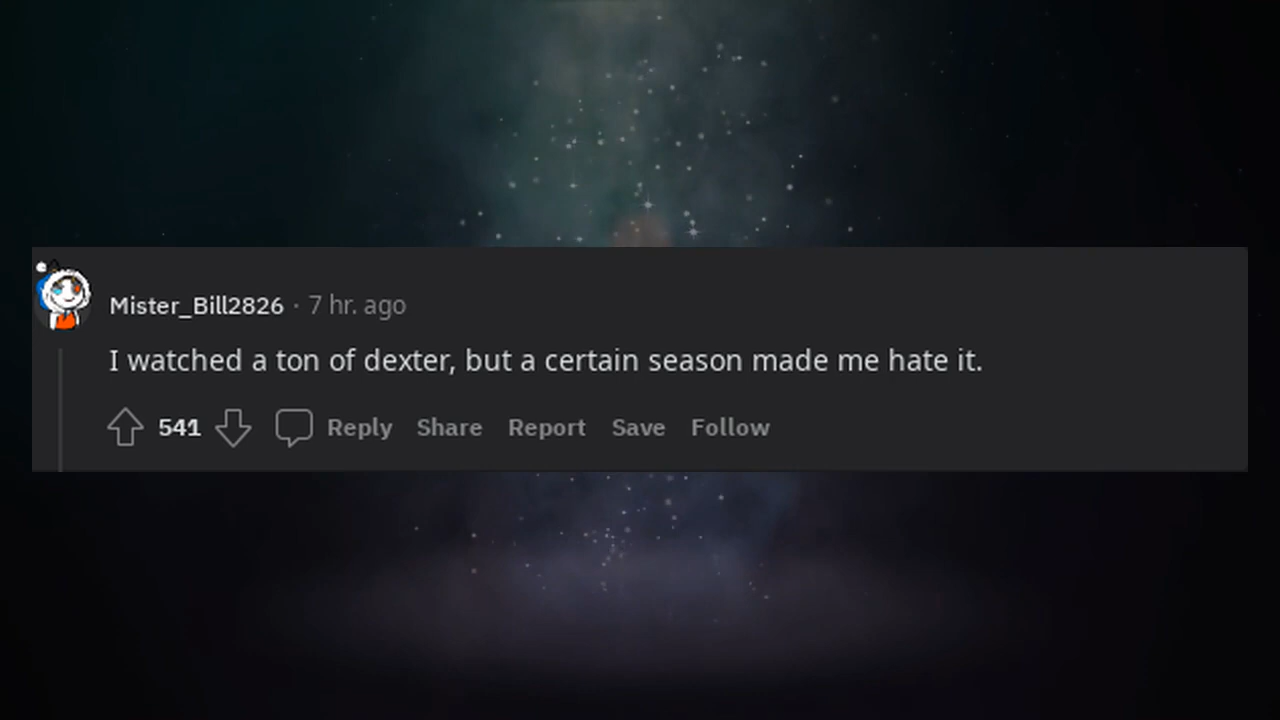 Mister_Bill2826 · 7 hr. ago
I watched a ton of dexter, but a certain season made me hate it.
541 Reply Share Report Save Follow